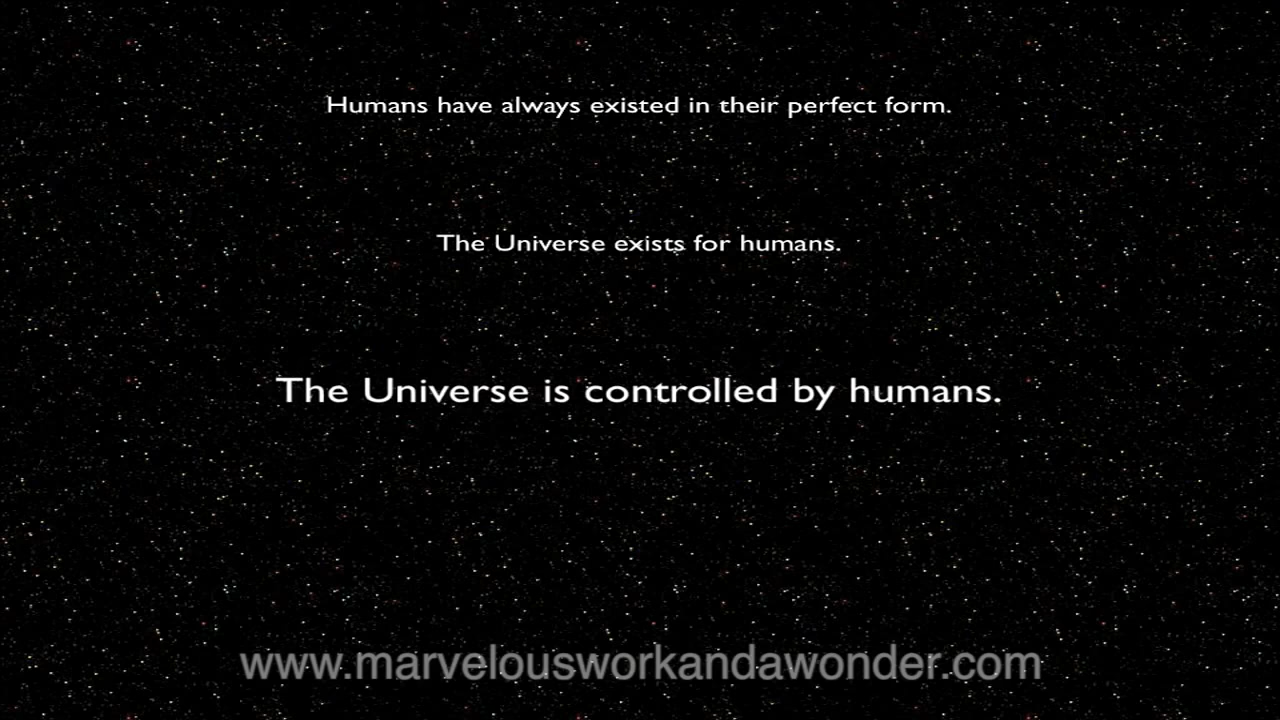 Humans have always existed in their perfect form.
The Universe exists for humans.
The Universe is controlled by humans.
www.marvelousworkandawonder.com